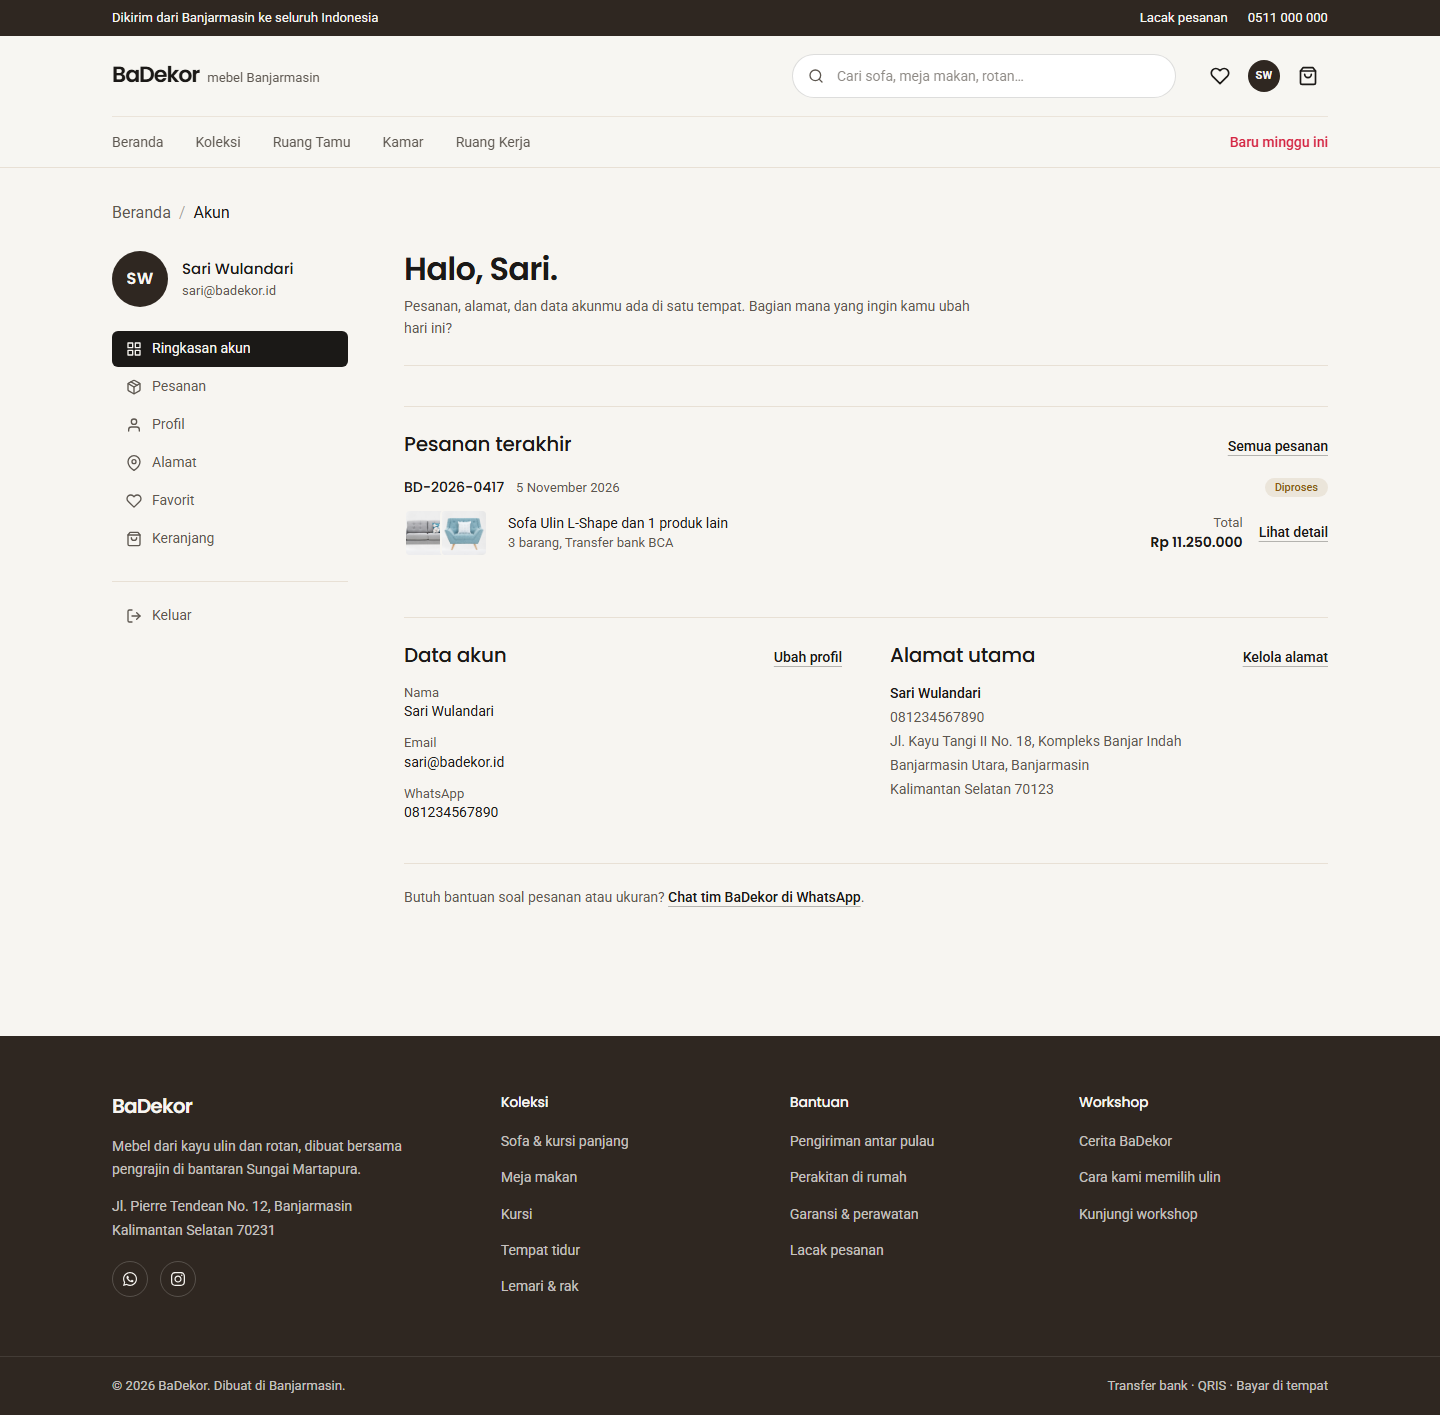 Dikirim dari Banjarmasin ke seluruh Indonesia
Lacak pesanan
0511 000 000
BaDekor mebel Banjarmasin
Cari sofa, meja makan, rotan…
SW
Beranda
Koleksi
Ruang Tamu
Kamar
Ruang Kerja
Baru minggu ini
Beranda / Akun
SW
Sari Wulandari
sari@badekor.id
Ringkasan akun
Pesanan
Profil
Alamat
Favorit
Keranjang
Keluar
Halo, Sari.
Pesanan, alamat, dan data akunmu ada di satu tempat. Bagian mana yang ingin kamu ubah
hari ini?
Pesanan terakhir
Semua pesanan
BD-2026-0417 5 November 2026
Diproses
Sofa Ulin L-Shape dan 1 produk lain
3 barang, Transfer bank BCA
Total
Rp 11.250.000
Lihat detail
Data akun
Ubah profil
Nama
Sari Wulandari
Email
sari@badekor.id
WhatsApp
081234567890
Alamat utama
Kelola alamat
Sari Wulandari
081234567890
Jl. Kayu Tangi II No. 18, Kompleks Banjar Indah
Banjarmasin Utara, Banjarmasin
Kalimantan Selatan 70123
Butuh bantuan soal pesanan atau ukuran? Chat tim BaDekor di WhatsApp.
BaDekor
Mebel dari kayu ulin dan rotan, dibuat bersama
pengrajin di bantaran Sungai Martapura.
Jl. Pierre Tendean No. 12, Banjarmasin
Kalimantan Selatan 70231
Koleksi
Sofa & kursi panjang
Meja makan
Kursi
Tempat tidur
Lemari & rak
Bantuan
Pengiriman antar pulau
Perakitan di rumah
Garansi & perawatan
Lacak pesanan
Workshop
Cerita BaDekor
Cara kami memilih ulin
Kunjungi workshop
© 2026 BaDekor. Dibuat di Banjarmasin.
Transfer bank · QRIS · Bayar di tempat